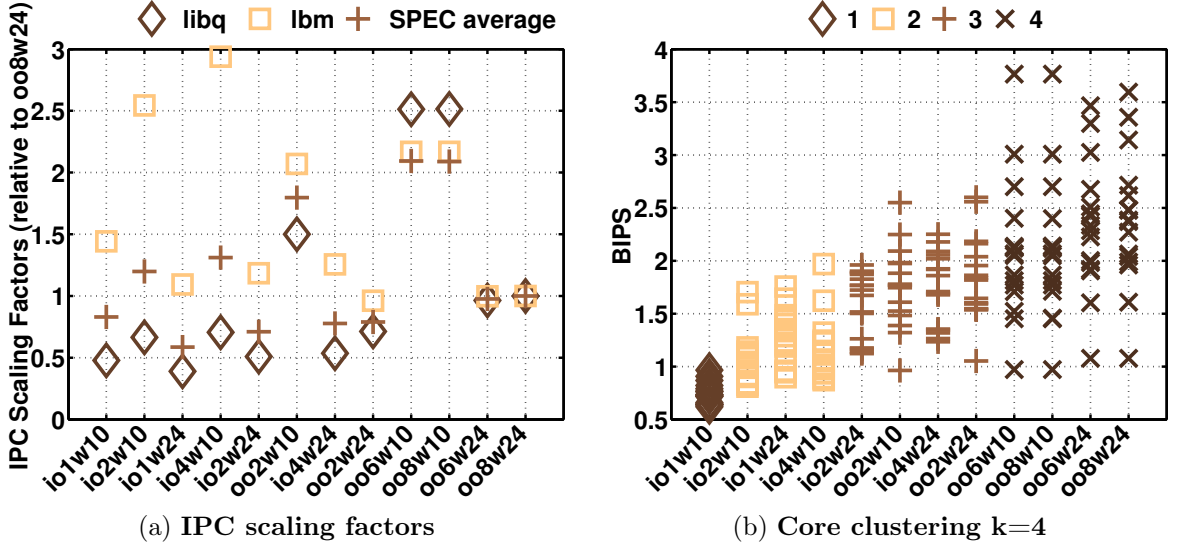 libq lbm SPEC average
IPC Scaling Factors (relative to oo8w24)
3
2.5
2
1.5
1
0.5
0
io1w10 io2w10 io1w24 io4w10 io2w24 oo2w10 io4w24 oo2w24 oo6w10 oo8w10 oo6w24 oo8w24
(a) IPC scaling factors
1 2 3 4
BIPS
4
3.5
3
2.5
2
1.5
1
0.5
io1w10 io2w10 io1w24 io4w10 io2w24 oo2w10 io4w24 oo2w24 oo6w10 oo8w10 oo6w24 oo8w24
(b) Core clustering k=4